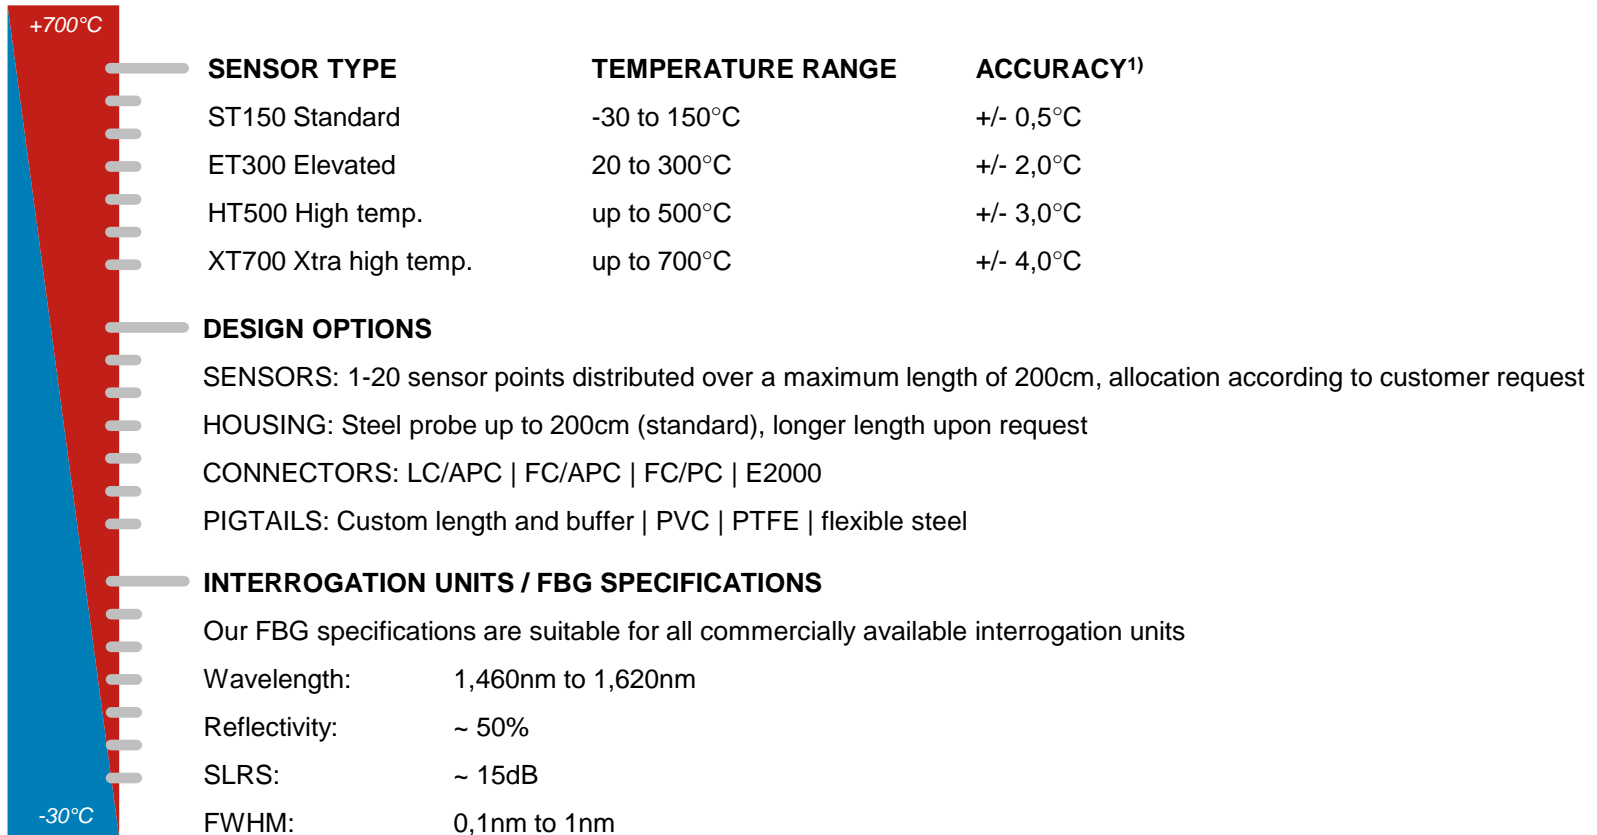 +700°C
SENSOR TYPE TEMPERATURE RANGE ACCURACY1)
ST150 Standard -30 to 150°C +/- 0,5°C
ET300 Elevated 20 to 300°C +/- 2,0°C
HT500 High temp. up to 500°C +/- 3,0°C
XT700 Xtra high temp. up to 700°C +/- 4,0°C
DESIGN OPTIONS
SENSORS: 1-20 sensor points distributed over a maximum length of 200cm, allocation according to customer request
HOUSING: Steel probe up to 200cm (standard), longer length upon request
CONNECTORS: LC/APC | FC/APC | FC/PC | E2000
PIGTAILS: Custom length and buffer | PVC | PTFE | flexible steel
INTERROGATION UNITS / FBG SPECIFICATIONS
Our FBG specifications are suitable for all commercially available interrogation units
Wavelength: 1,460nm to 1,620nm
Reflectivity: ~ 50%
SLRS: ~ 15dB
FWHM: 0,1nm to 1nm
-30°C